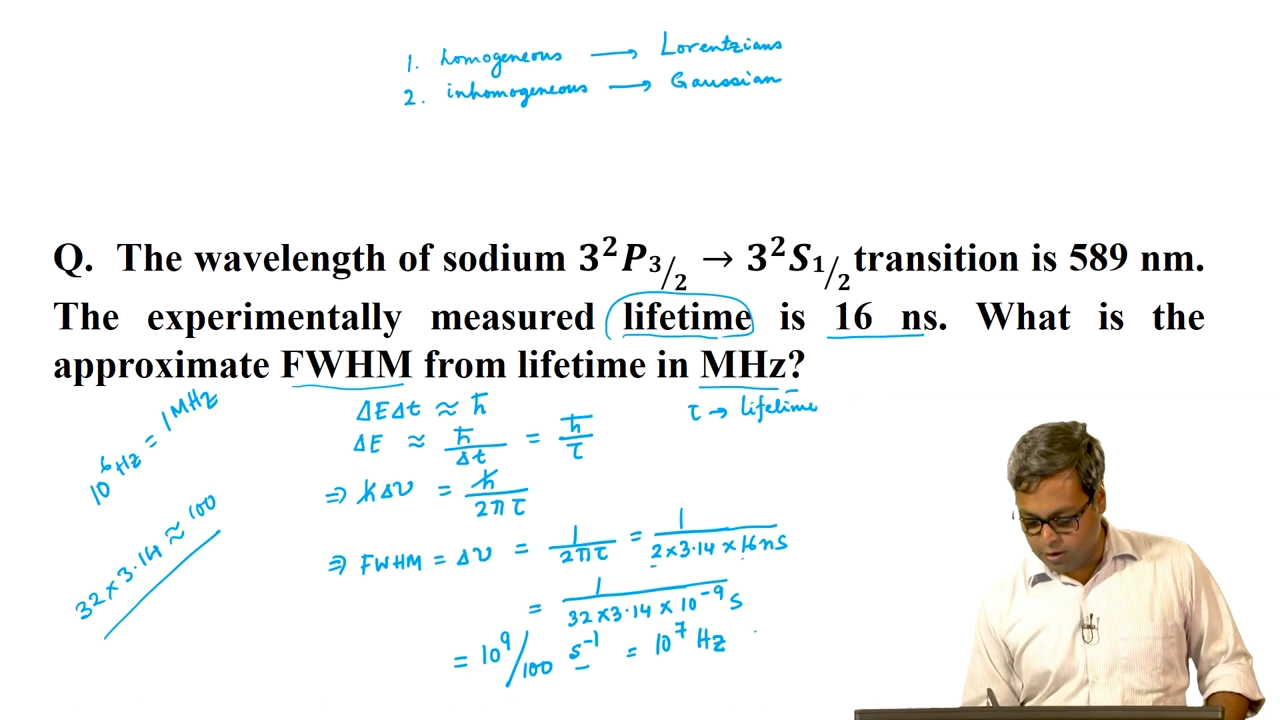 1. homogeneous → Lorentzians
2. inhomogeneous → Gaussian
Q. The wavelength of sodium 3²P₃/₂ → 3²S₁/₂ transition is 589 nm.
The experimentally measured lifetime is 16 ns. What is the
approximate FWHM from lifetime in MHz?
10⁶ Hz = 1 MHz
32 × 3.14 ≈ 100
ΔEΔt ≈ ħ
ΔE ≈ ħ/Δt = ħ/τ
⇒ hΔν = h/2πτ
⇒ FWHM = Δν = 1/2πτ = 1/2×3.14×16ns
= 1/32×3.14×10⁻⁹ s
= 10⁹/100 s⁻¹ = 10⁷ Hz
τ → lifetime